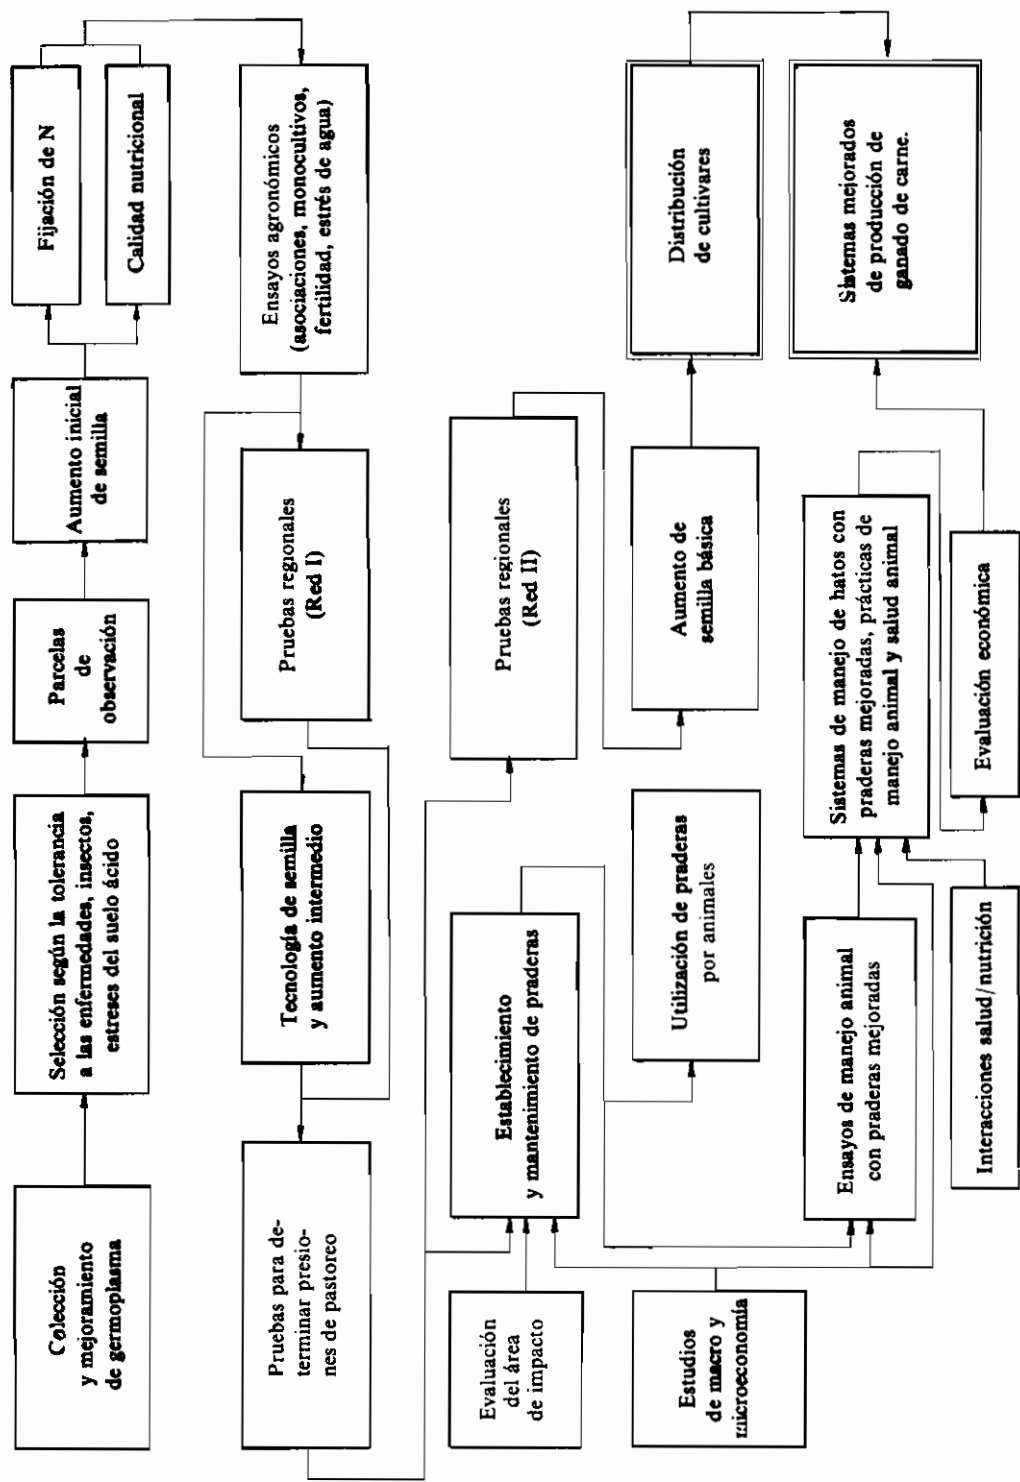 Colección
y mejoramiento
de germoplasma
Selección según la tolerancia
a las enfermedades, insectos,
estreses del suelo ácido
Parcelas
de
observación
Aumento inicial
de semilla
Fijación de N
Calidad nutricional
Ensayos agronómicos
(asociaciones, monocultivos,
fertilidad, estrés de agua)
Pruebas regionales
(Red I)
Tecnología de semilla
y aumento intermedio
Pruebas para de-
terminar presio-
nes de pastoreo
Evaluación
del área
de impacto
Establecimiento
y mantenimiento de praderas
Pruebas regionales
(Red II)
Estudios
de macro y
microeconomía
Utilización de praderas
por animales
Aumento de
semilla básica
Distribución
de cultivares
Ensayos de manejo animal
con praderas mejoradas
Sistemas de manejo de hatos con
praderas mejoradas, prácticas de
manejo animal y salud animal
Sistemas mejorados
de producción de
ganado de carne.
Interacciones salud/nutrición
Evaluación económica